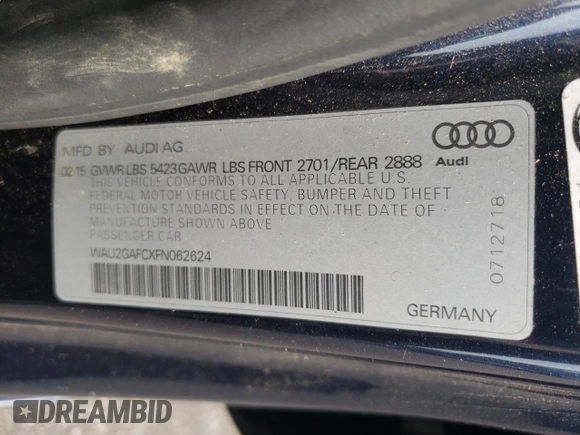 MFD. BY AUDI AG
02 15 GVWR LBS 5423GAWR LBS FRONT 2701/REAR 2888
Audi
THIS VEHICLE CONFORMS TO ALL APPLICABLE U.S.
FEDERAL MOTOR VEHICLE SAFETY, BUMPER AND THEFT
PREVENTION STANDARDS IN EFFECT ON THE DATE OF
MANUFACTURE SHOWN ABOVE
PASSENGER CAR
WAU2GAFCXFN062624
0712718
GERMANY
DREAMBID